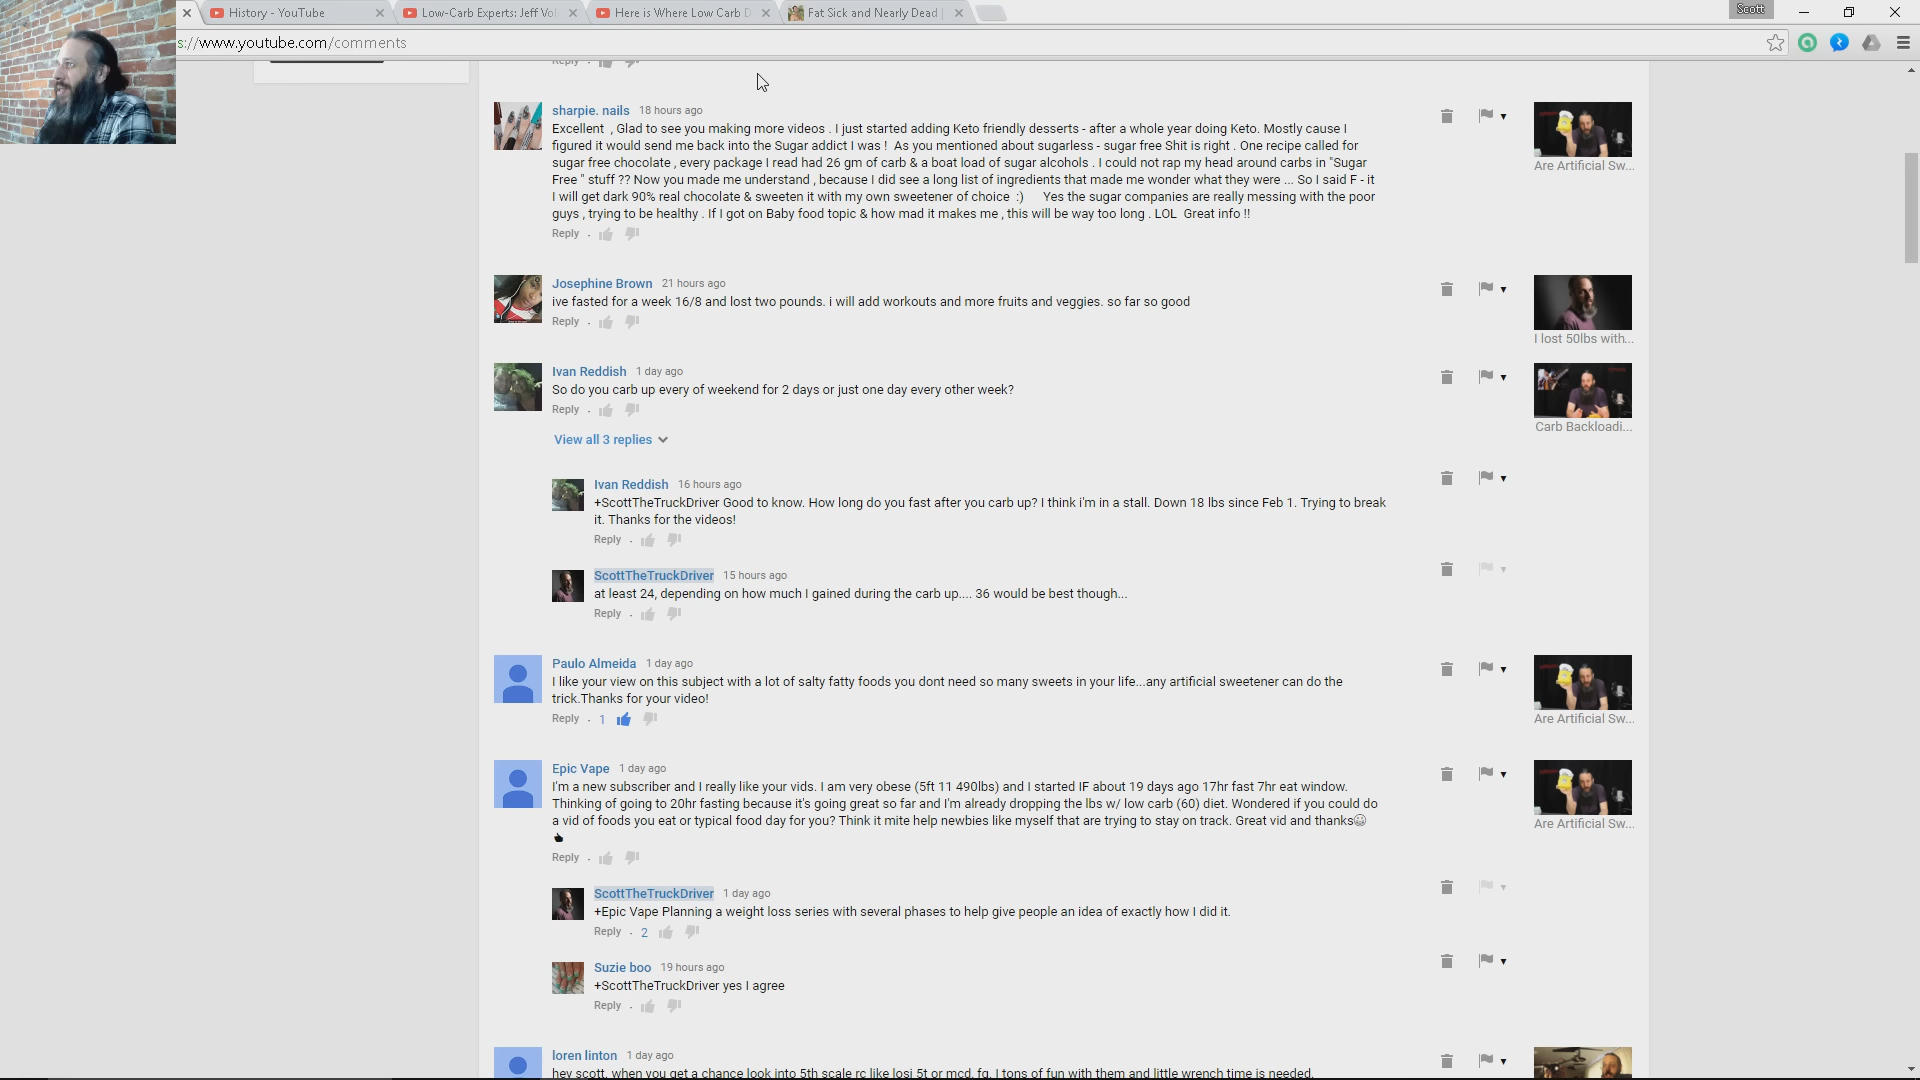 History - YouTube
Low-Carb Experts: Jeff Vol
Here is Where Low Carb D
Fat Sick and Nearly Dead |
Scott
s://www.youtube.com/comments
Reply
sharpie. nails 18 hours ago
Excellent , Glad to see you making more videos . I just started adding Keto friendly desserts - after a whole year doing Keto. Mostly cause I
figured it would send me back into the Sugar addict I was ! As you mentioned about sugarless - sugar free Shit is right . One recipe called for
sugar free chocolate , every package I read had 26 gm of carb & a boat load of sugar alcohols . I could not rap my head around carbs in "Sugar
Free " stuff ?? Now you made me understand , because I did see a long list of ingredients that made me wonder what they were ... So I said F - it
I will get dark 90% real chocolate & sweeten it with my own sweetener of choice :) Yes the sugar companies are really messing with the poor
guys , trying to be healthy . If I got on Baby food topic & how mad it makes me , this will be way too long . LOL Great info !!
Reply .
Are Artificial Sw...
Josephine Brown 21 hours ago
ive fasted for a week 16/8 and lost two pounds. i will add workouts and more fruits and veggies. so far so good
Reply .
I lost 50lbs with...
Ivan Reddish 1 day ago
So do you carb up every of weekend for 2 days or just one day every other week?
Reply .
Carb Backloadi...
View all 3 replies
Ivan Reddish 16 hours ago
+ScottTheTruckDriver Good to know. How long do you fast after you carb up? I think i'm in a stall. Down 18 lbs since Feb 1. Trying to break
it. Thanks for the videos!
Reply .
ScottTheTruckDriver 15 hours ago
at least 24, depending on how much I gained during the carb up.... 36 would be best though...
Reply .
Paulo Almeida 1 day ago
I like your view on this subject with a lot of salty fatty foods you dont need so many sweets in your life...any artificial sweetener can do the
trick.Thanks for your video!
Reply . 1
Are Artificial Sw...
Epic Vape 1 day ago
I'm a new subscriber and I really like your vids. I am very obese (5ft 11 490lbs) and I started IF about 19 days ago 17hr fast 7hr eat window.
Thinking of going to 20hr fasting because it's going great so far and I'm already dropping the lbs w/ low carb (60) diet. Wondered if you could do
a vid of foods you eat or typical food day for you? Think it mite help newbies like myself that are trying to stay on track. Great vid and thanks😀
Reply .
Are Artificial Sw...
ScottTheTruckDriver 1 day ago
+Epic Vape Planning a weight loss series with several phases to help give people an idea of exactly how I did it.
Reply . 2
Suzie boo 19 hours ago
+ScottTheTruckDriver yes I agree
Reply .
loren linton 1 day ago
hey scott, when you get a chance look into 5th scale rc like losi 5t or mcd, fg. I tons of fun with them and little wrench time is needed.